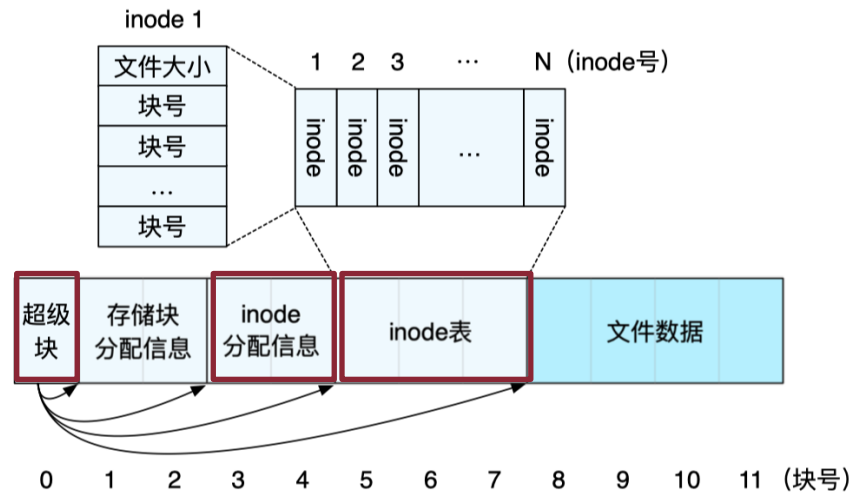 inode 1
文件大小
块号
块号
...
块号
1 2 3 ... N（inode号）
inode inode inode ... inode
超级
块
存储块
分配信息
inode
分配信息
inode表
文件数据
0 1 2 3 4 5 6 7 8 9 10 11（块号）